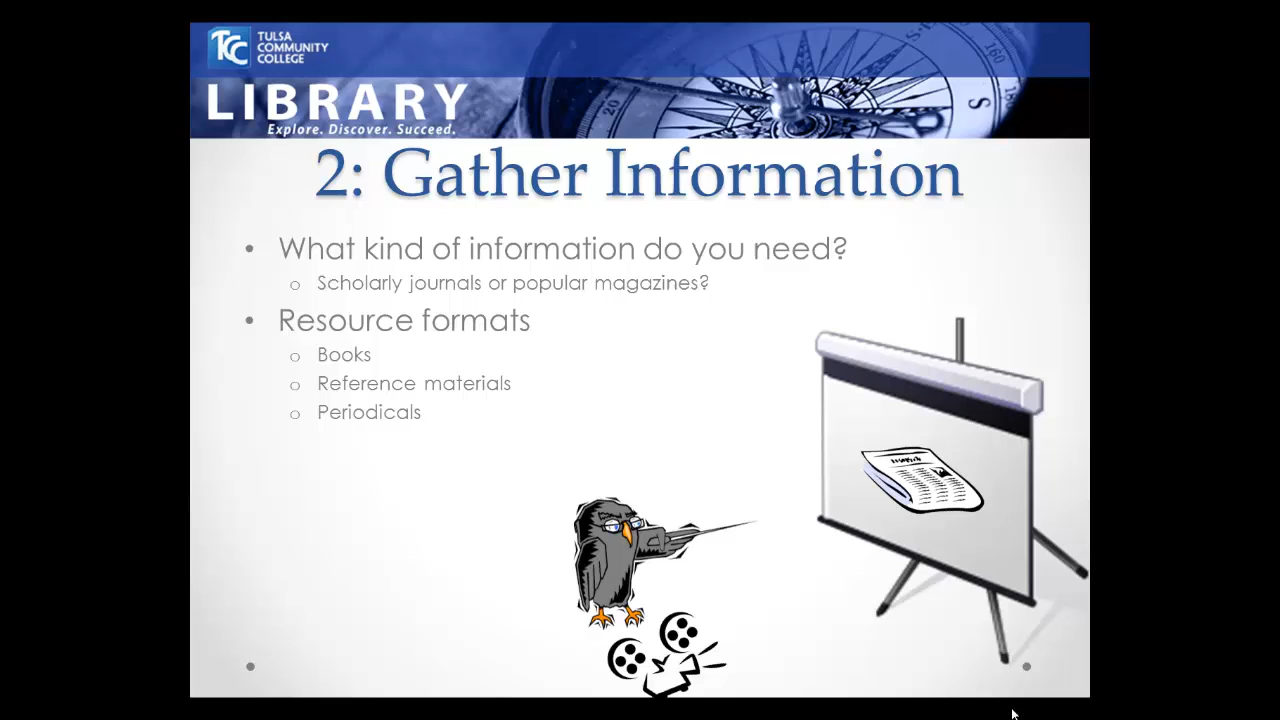 TCC TULSA
COMMUNITY
COLLEGE
LIBRARY
Explore. Discover. Succeed.
2: Gather Information
• What kind of information do you need?
o Scholarly journals or popular magazines?
• Resource formats
o Books
o Reference materials
o Periodicals